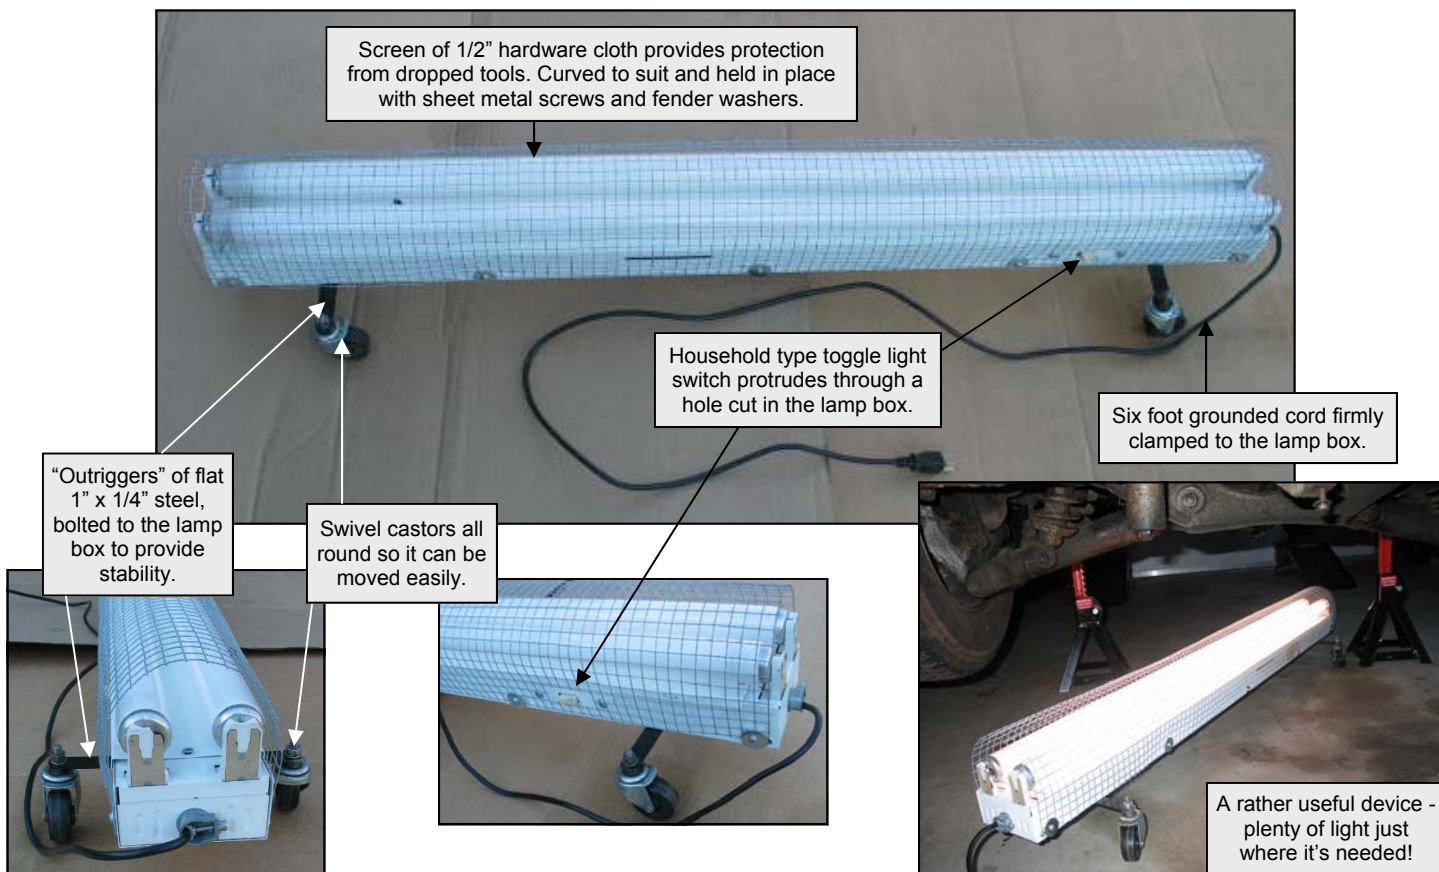 Screen of 1/2” hardware cloth provides protection
from dropped tools. Curved to suit and held in place
with sheet metal screws and fender washers.
Household type toggle light
switch protrudes through a
hole cut in the lamp box.
Six foot grounded cord firmly
clamped to the lamp box.
“Outriggers” of flat
1” x 1/4” steel,
bolted to the lamp
box to provide
stability.
Swivel castors all
round so it can be
moved easily.
A rather useful device -
plenty of light just
where it’s needed!